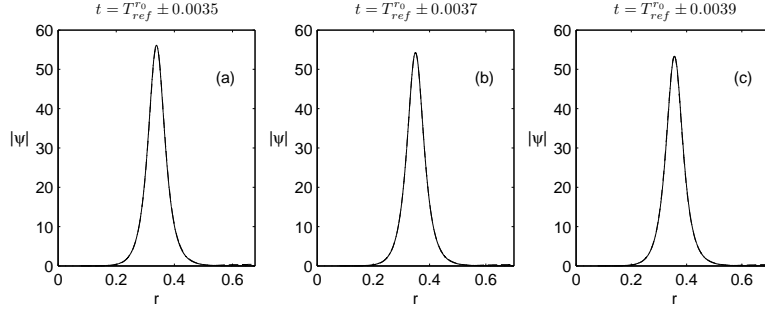 t = T_{ref}^{r_0} ± 0.0035
60
50
40
30
20
10
0
|ψ|
(a)
0 0.2 0.4 0.6
r
t = T_{ref}^{r_0} ± 0.0037
60
50
40
30
20
10
0
|ψ|
(b)
0 0.2 0.4 0.6
r
t = T_{ref}^{r_0} ± 0.0039
60
50
40
30
20
10
0
|ψ|
(c)
0 0.2 0.4 0.6
r